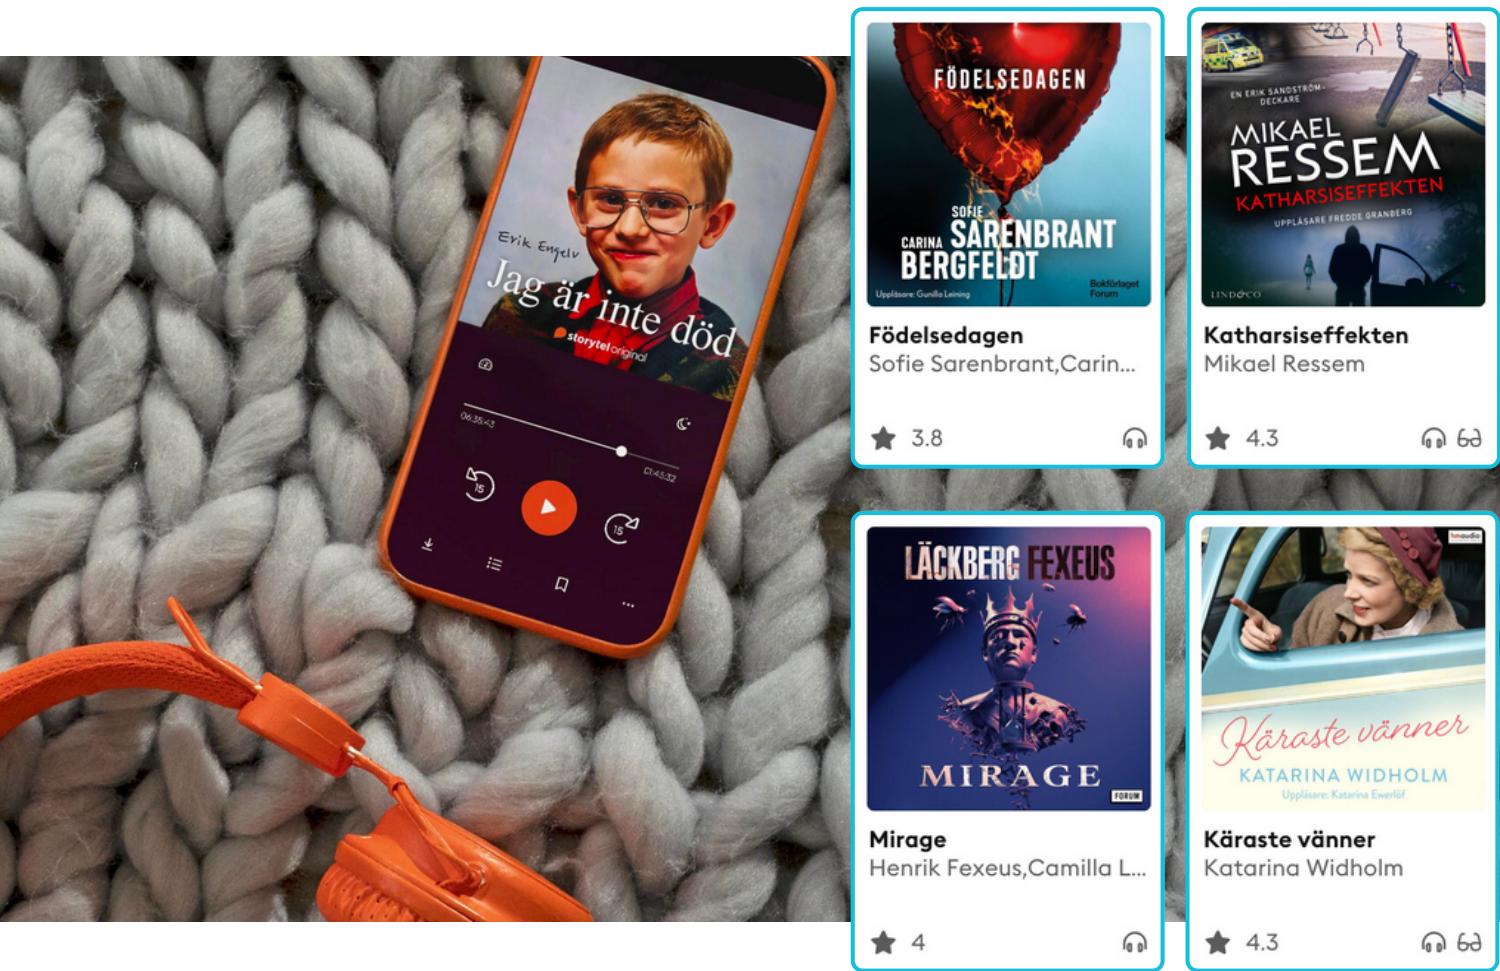 Erik Engelv
Jag är inte död
storytel original
06:35:43
01:45:32
15
15
FÖDELSEDAGEN
SOFIE
SARENBRANT
CARINA
BERGFELDT
Uppläsare: Gunilla Leining
Bokförlaget
Forum
Födelsedagen
Sofie Sarenbrant,Carin...
3.8
EN ERIK SANDSTRÖM-
DECKARE
MIKAEL
RESSEM
KATHARSISEFFEKTEN
UPPLÄSARE FREDDE GRANBERG
LIND&CO
Katharsiseffekten
Mikael Ressem
4.3
LÄCKBERG FEXEUS
MIRAGE
FORUM
Mirage
Henrik Fexeus,Camilla L...
4
hmaudio
Käraste vänner
KATARINA WIDHOLM
Uppläsare: Katarina Ewerlöf
Käraste vänner
Katarina Widholm
4.3